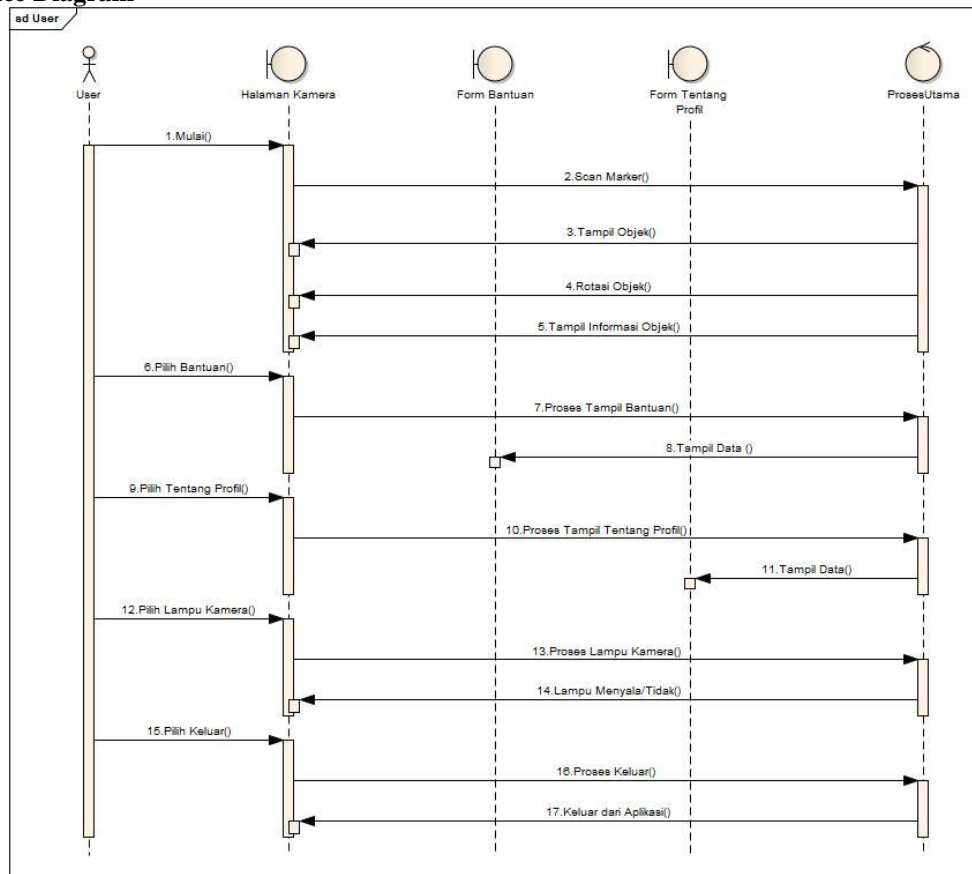 sd User
User
Halaman Kamera
Form Bantuan
Form Tentang
Profil
ProsesUtama
1.Mulai()
2.Scan Marker()
3.Tampil Objek()
4.Rotasi Objek()
5.Tampil Informasi Objek()
6.Pilih Bantuan()
7.Proses Tampil Bantuan()
8.Tampil Data ()
9.Pilih Tentang Profil()
10.Proses Tampil Tentang Profil()
11.Tampil Data()
12.Pilih Lampu Kamera()
13.Proses Lampu Kamera()
14.Lampu Menyala/Tidak()
15.Pilih Keluar()
16.Proses Keluar()
17.Keluar dari Aplikasi()